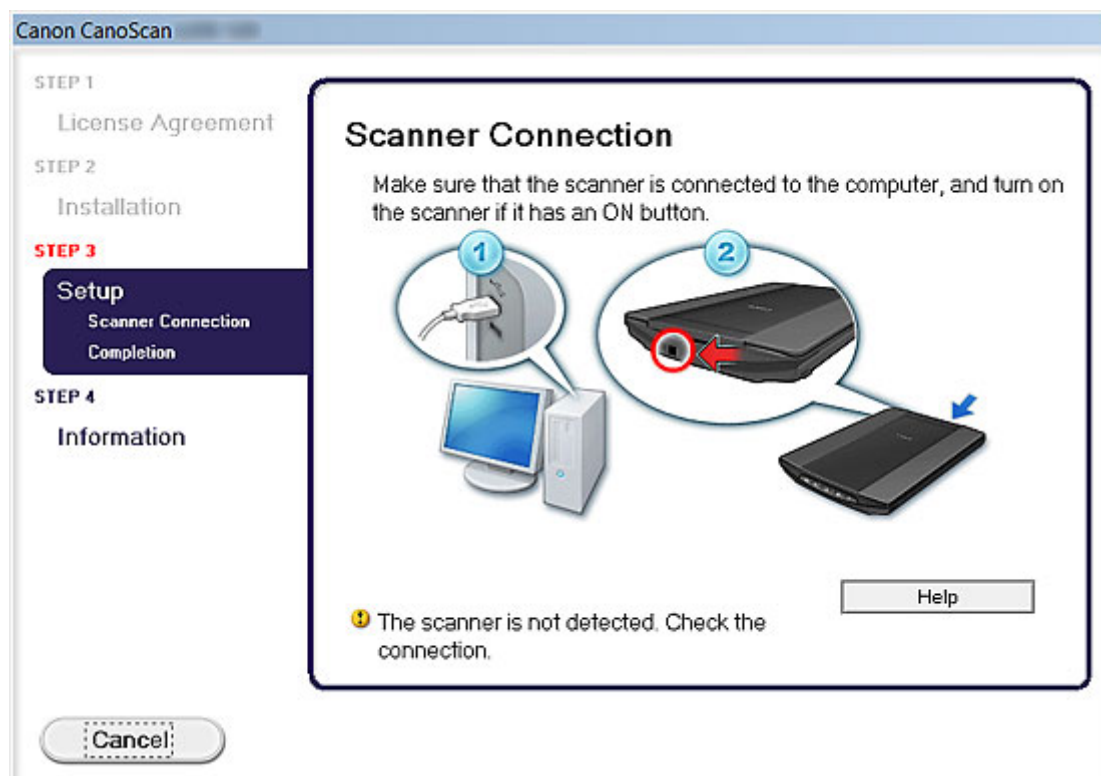 Canon CanoScan
STEP 1
License Agreement
STEP 2
Installation
STEP 3
Setup
Scanner Connection
Completion
STEP 4
Information
Scanner Connection
Make sure that the scanner is connected to the computer, and turn on
the scanner if it has an ON button.
1
2
The scanner is not detected. Check the
connection.
Help
Cancel